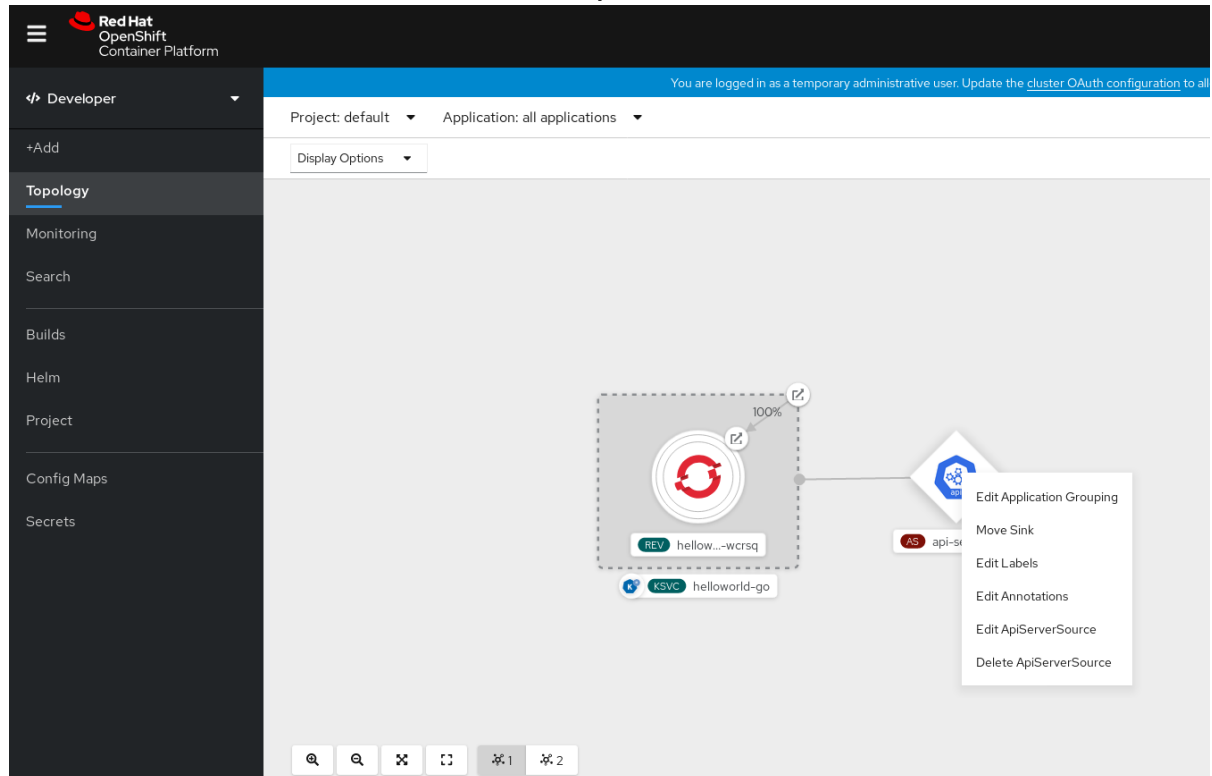 Red Hat
OpenShift
Container Platform
You are logged in as a temporary administrative user. Update the cluster OAuth configuration to all
</> Developer
Project: default
Application: all applications
Display Options
+Add
Topology
Monitoring
Search
Builds
Helm
Project
Config Maps
Secrets
100%
REV hellow...-wcrsq
KSVC helloworld-go
api
AS api-se
Edit Application Grouping
Move Sink
Edit Labels
Edit Annotations
Edit ApiServerSource
Delete ApiServerSource
1
2